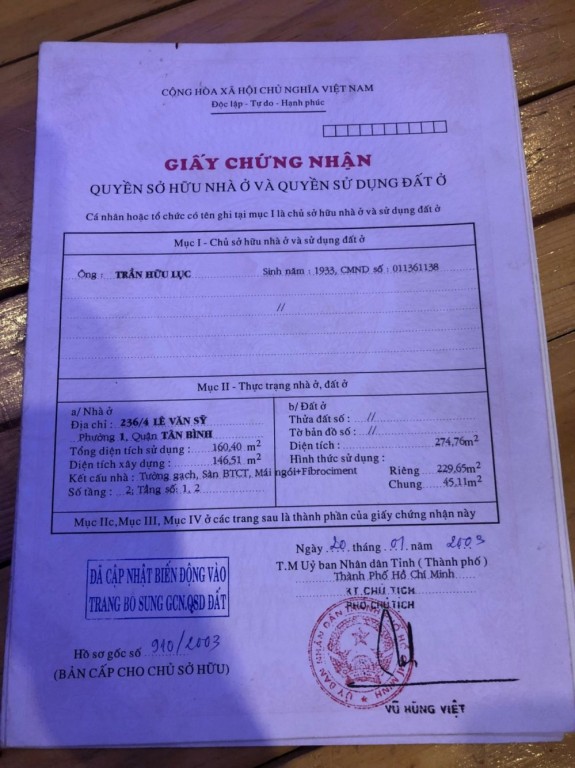 CỘNG HÒA XÃ HỘI CHỦ NGHĨA VIỆT NAM
Độc lập - Tự do - Hạnh phúc
GIẤY CHỨNG NHẬN
QUYỀN SỞ HỮU NHÀ Ở VÀ QUYỀN SỬ DỤNG ĐẤT Ở
Cá nhân hoặc tổ chức có tên ghi tại mục I là chủ sở hữu nhà ở và sử dụng đất ở
Mục I - Chủ sở hữu nhà ở và sử dụng đất ở
Ông : TRẦN HỮU LỤC Sinh năm : 1933, CMND số : 011361138
//
Mục II - Thực trạng nhà ở, đất ở
a/ Nhà ở
Địa chỉ : 236/4 LÊ VĂN SỸ
Phường 1, Quận TÂN BÌNH
Tổng diện tích sử dụng : 160,40 m2
Diện tích xây dựng : 146,51 m2
Kết cấu nhà : Tường gạch, Sàn BTCT, Mái ngói+Fibrociment
Số tầng : 2; Tầng số: 1, 2
b/ Đất ở
Thửa đất số : //
Tờ bản đồ số : //
Diện tích : 274,76m2
Hình thức sử dụng :
Riêng 229,65m2
Chung 45,11m2
Mục IIc,Mục III, Mục IV ở các trang sau là thành phần của giấy chứng nhận này
Ngày 20 tháng 01 năm 2003
T.M Uỷ ban Nhân dân Tỉnh ( Thành phố )
Thành Phố Hồ Chí Minh
KT.CHỦ TỊCH
PHÓ CHỦ TỊCH
ĐÃ CẬP NHẬT BIẾN ĐỘNG VÀO
TRANG BỔ SUNG GCN.QSD ĐẤT
Hồ sơ gốc số 910/2003
(BẢN CẤP CHO CHỦ SỞ HỮU)
VŨ HÙNG VIỆT